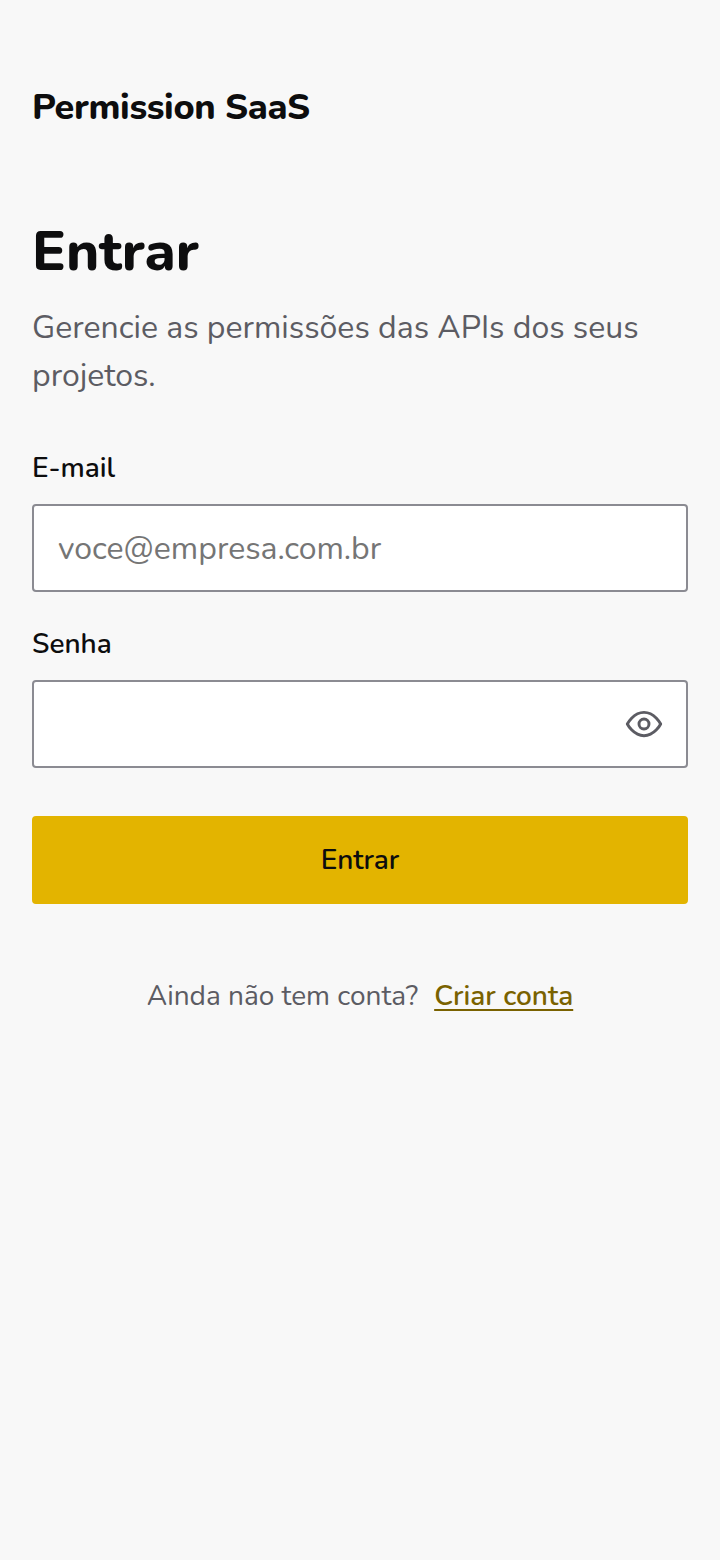 Permission SaaS
Entrar
Gerencie as permissões das APIs dos seus
projetos.
E-mail
voce@empresa.com.br
Senha
Entrar
Ainda não tem conta? Criar conta